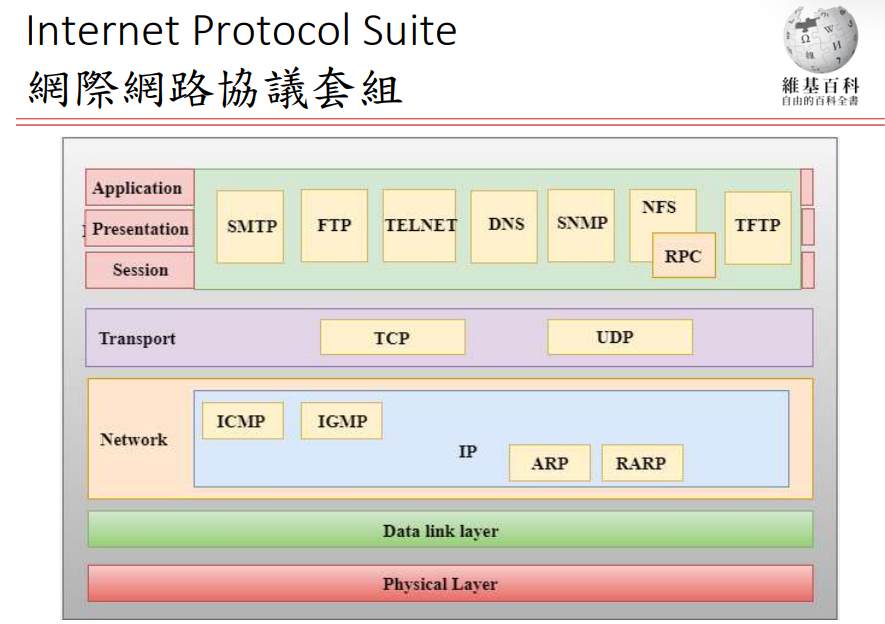 Internet Protocol Suite
網際網路協議套組
維基百科
自由的百科全書
Application
Presentation
Session
SMTP
FTP
TELNET
DNS
SNMP
NFS
RPC
TFTP
Transport
TCP
UDP
Network
ICMP
IGMP
IP
ARP
RARP
Data link layer
Physical Layer